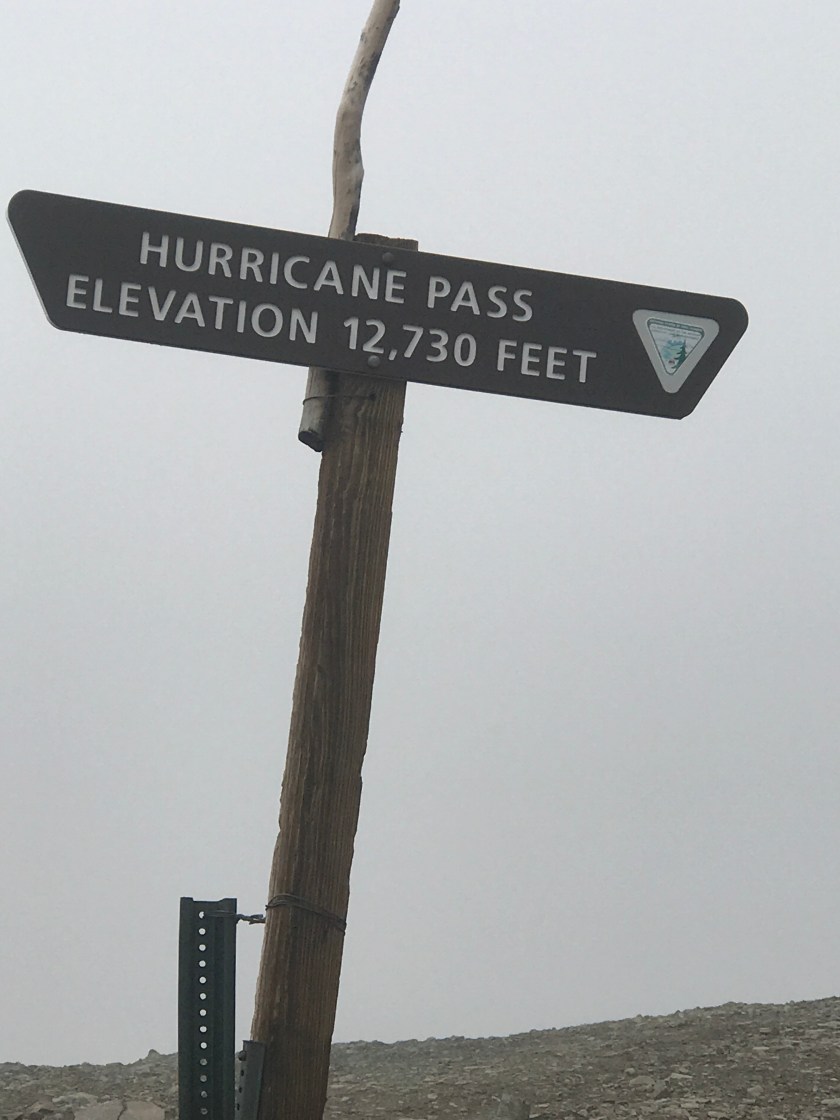 HURRICANE PASS
ELEVATION 12,730 FEET